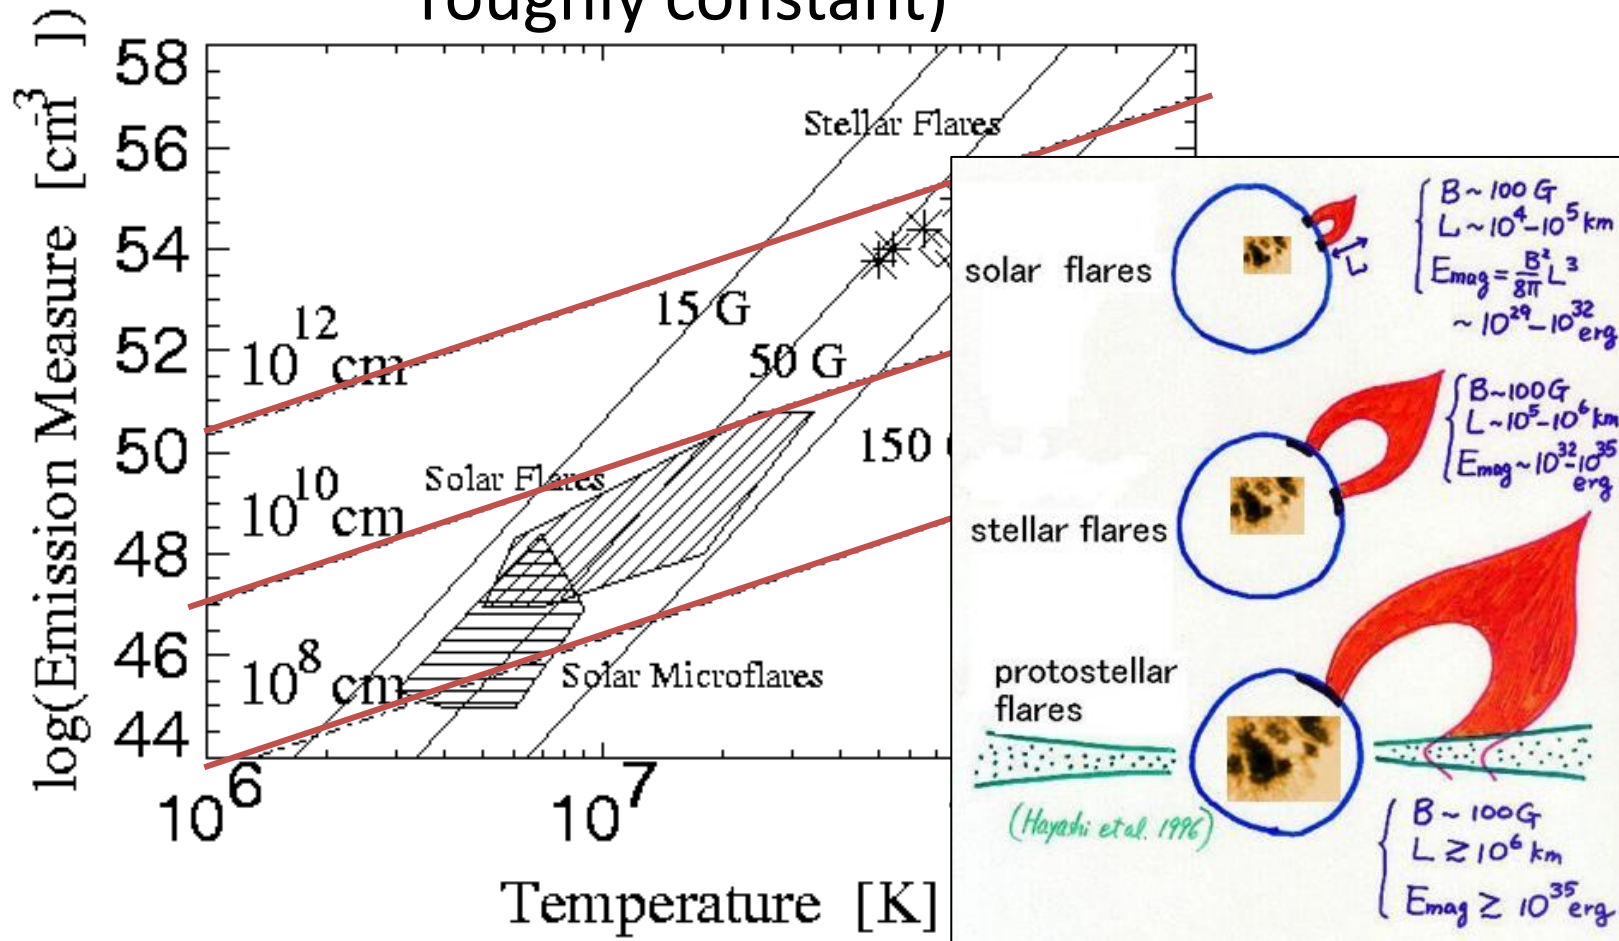 roughly constant)
log(Emission Measure [cm⁻³])
58
56
54
52
50
48
46
44
10⁶
10⁷
Temperature [K]
Stellar Flares
15 G
50 G
150
10¹² cm
10¹⁰ cm
10⁸ cm
Solar Flares
Solar Microflares
solar flares
L
B ~ 100 G
L ~ 10⁴-10⁵ km
Emag = B²/8π L³
~ 10²⁹-10³² erg
stellar flares
B~100G
L~10⁵-10⁶ km
Emag ~ 10³²-10³⁵
erg
protostellar
flares
(Hayashi et al. 1996)
B ~ 100G
L ≳ 10⁶ km
Emag ≳ 10³⁵ erg